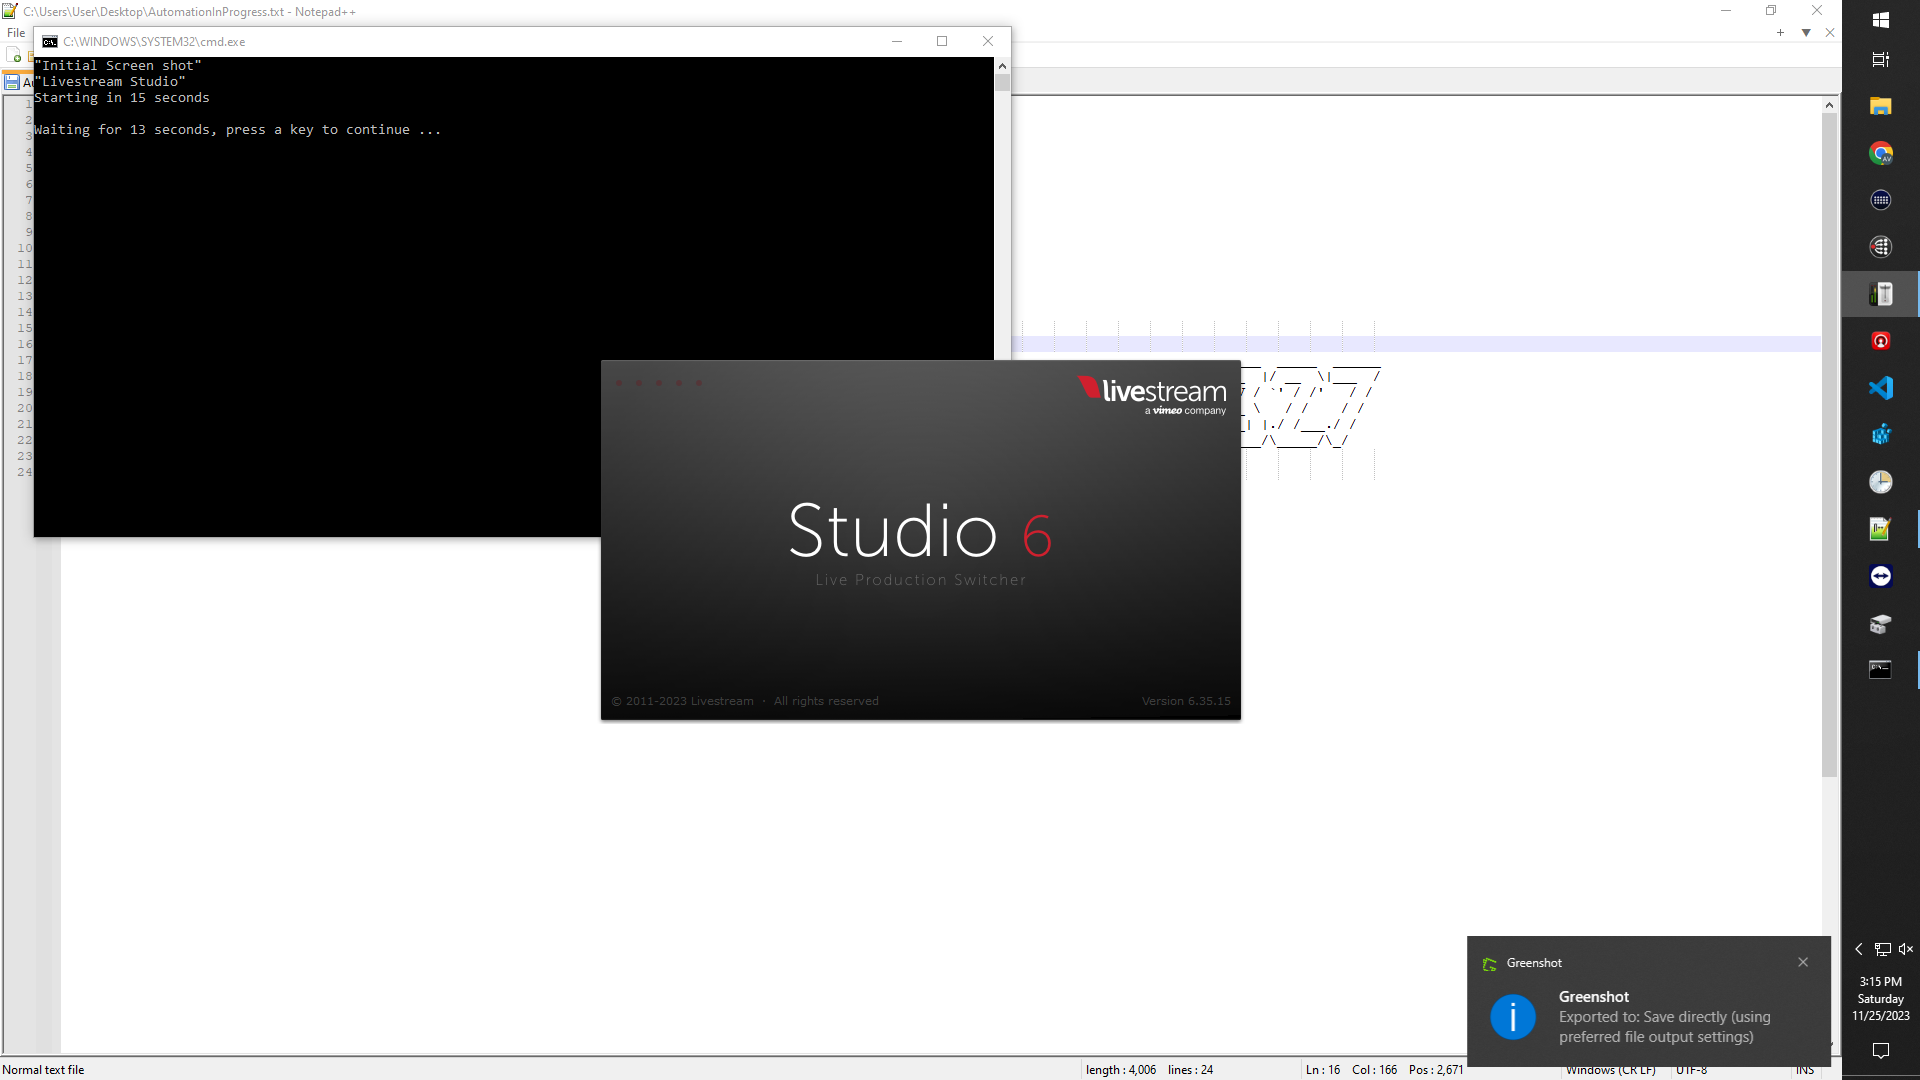 C:\Users\User\Desktop\AutomationInProgress.txt - Notepad++
File
C:\WINDOWS\SYSTEM32\cmd.exe
"Initial Screen shot"
"Livestream Studio"
Starting in 15 seconds
Waiting for 13 seconds, press a key to continue ...
1
2
3
4
5
6
7
8
9
10
11
12
13
14
15
16
17
18
19
20
21
22
23
24
livestream
a vimeo company
Studio 6
Live Production Switcher
© 2011-2023 Livestream · All rights reserved
Version 6.35.15
Greenshot
Greenshot
Exported to: Save directly (using
preferred file output settings)
3:15 PM
Saturday
11/25/2023
Normal text file
length : 4,006 lines : 24
Ln : 16 Col : 166 Pos : 2,671
Windows (CR LF)
UTF-8
INS